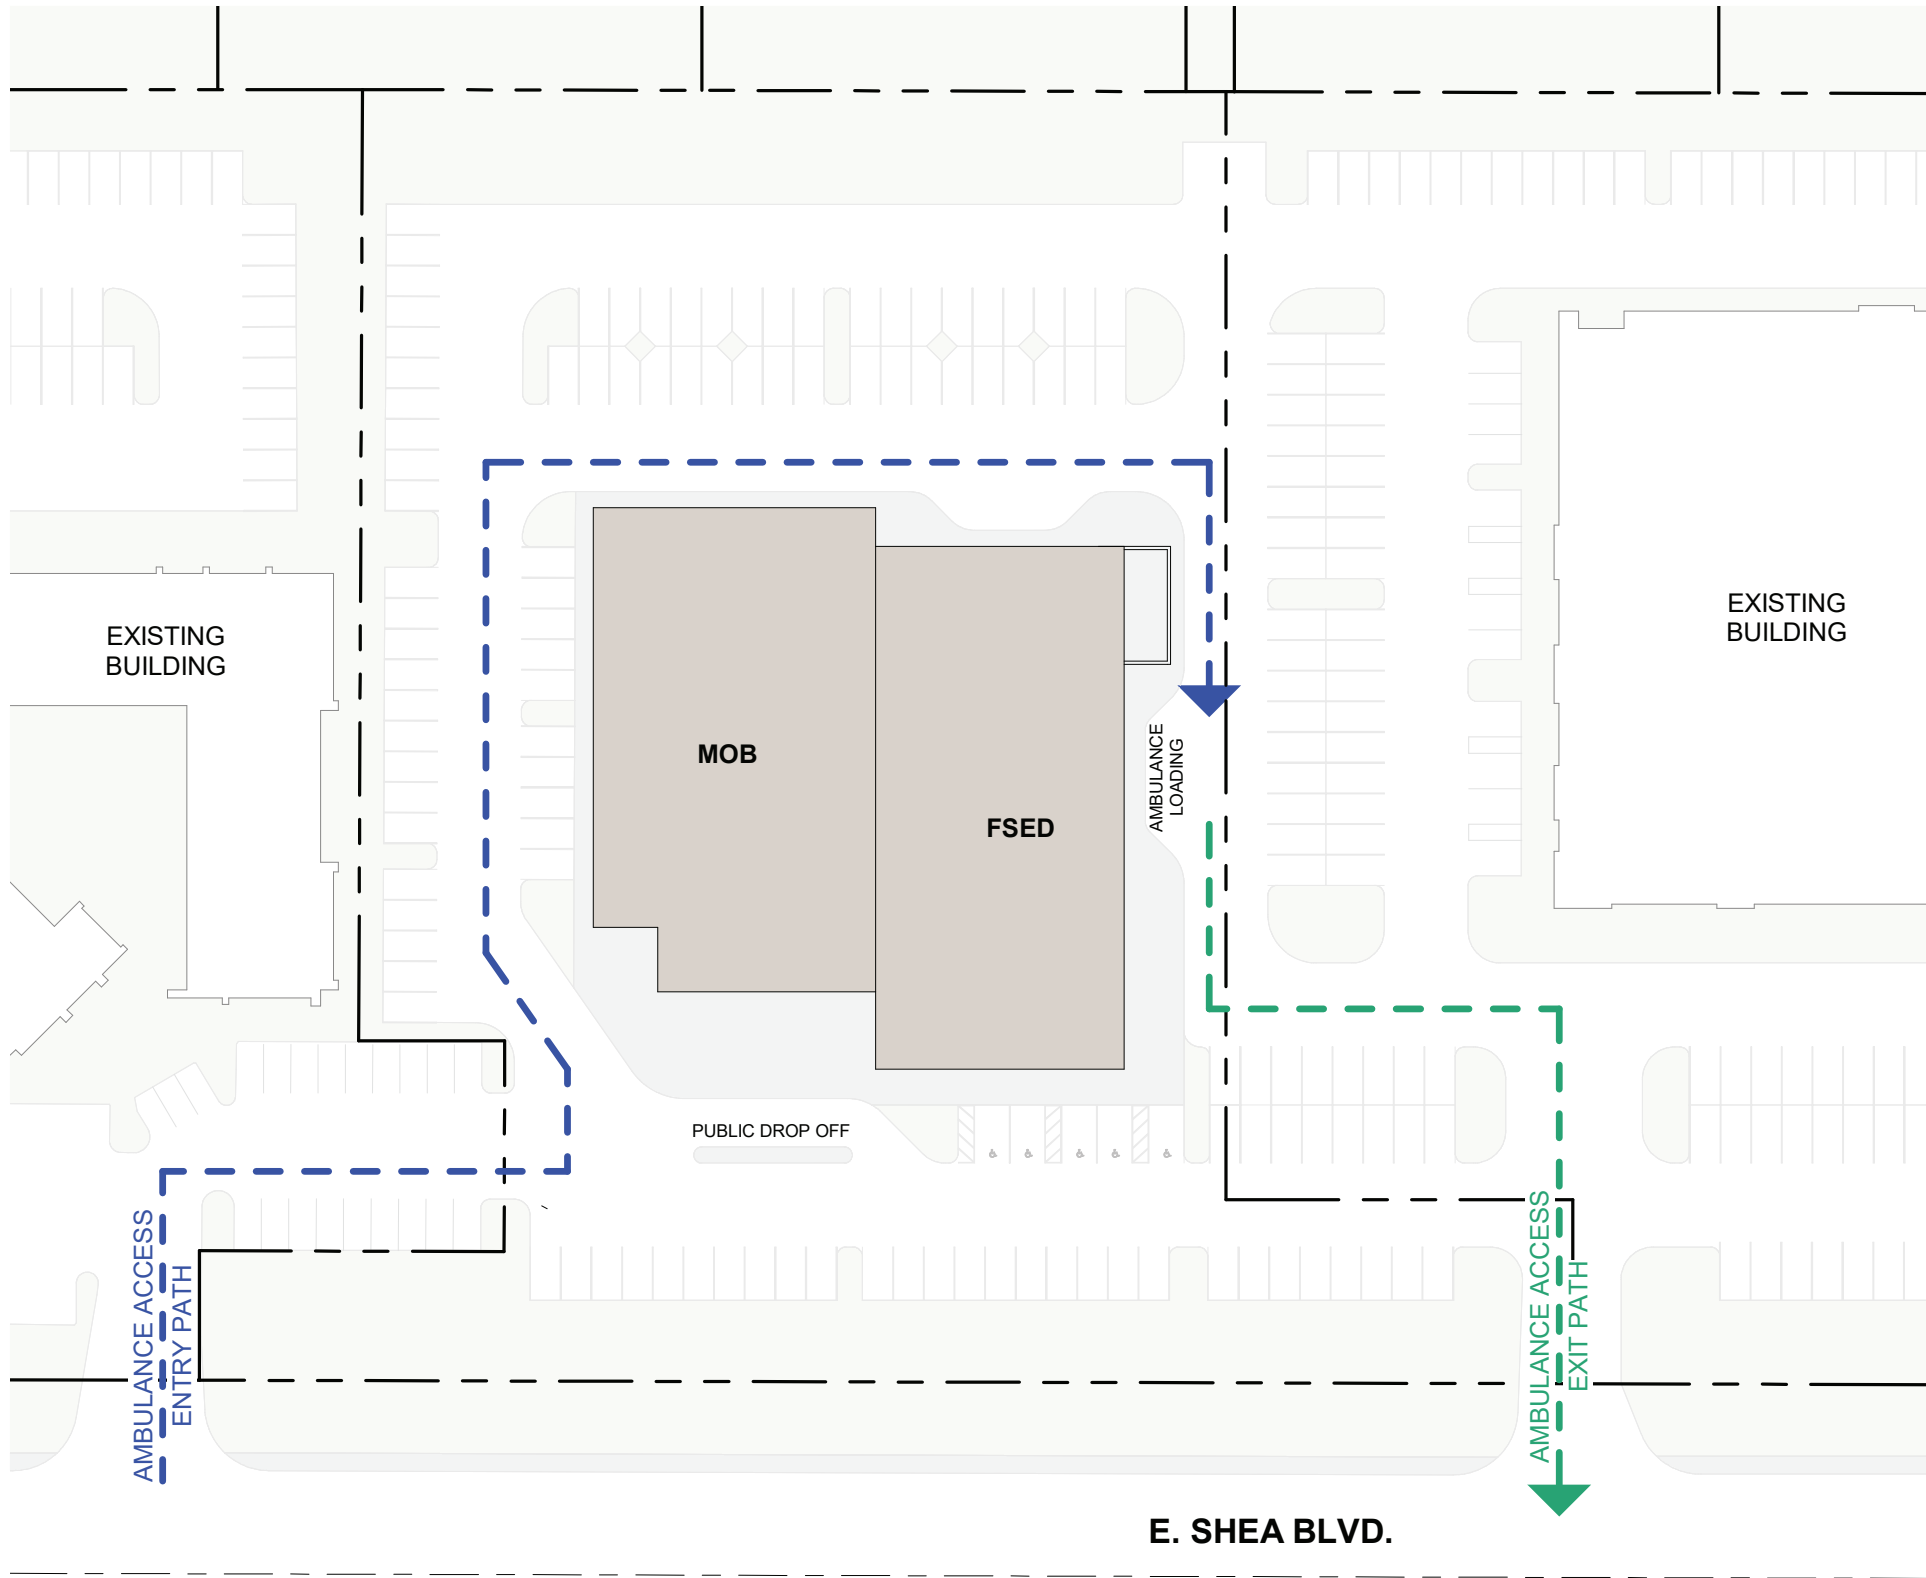 EXISTING
BUILDING
EXISTING
BUILDING
MOB
FSED
AMBULANCE
LOADING
PUBLIC DROP OFF
AMBULANCE ACCESS
ENTRY PATH
AMBULANCE ACCESS
EXIT PATH
E. SHEA BLVD.